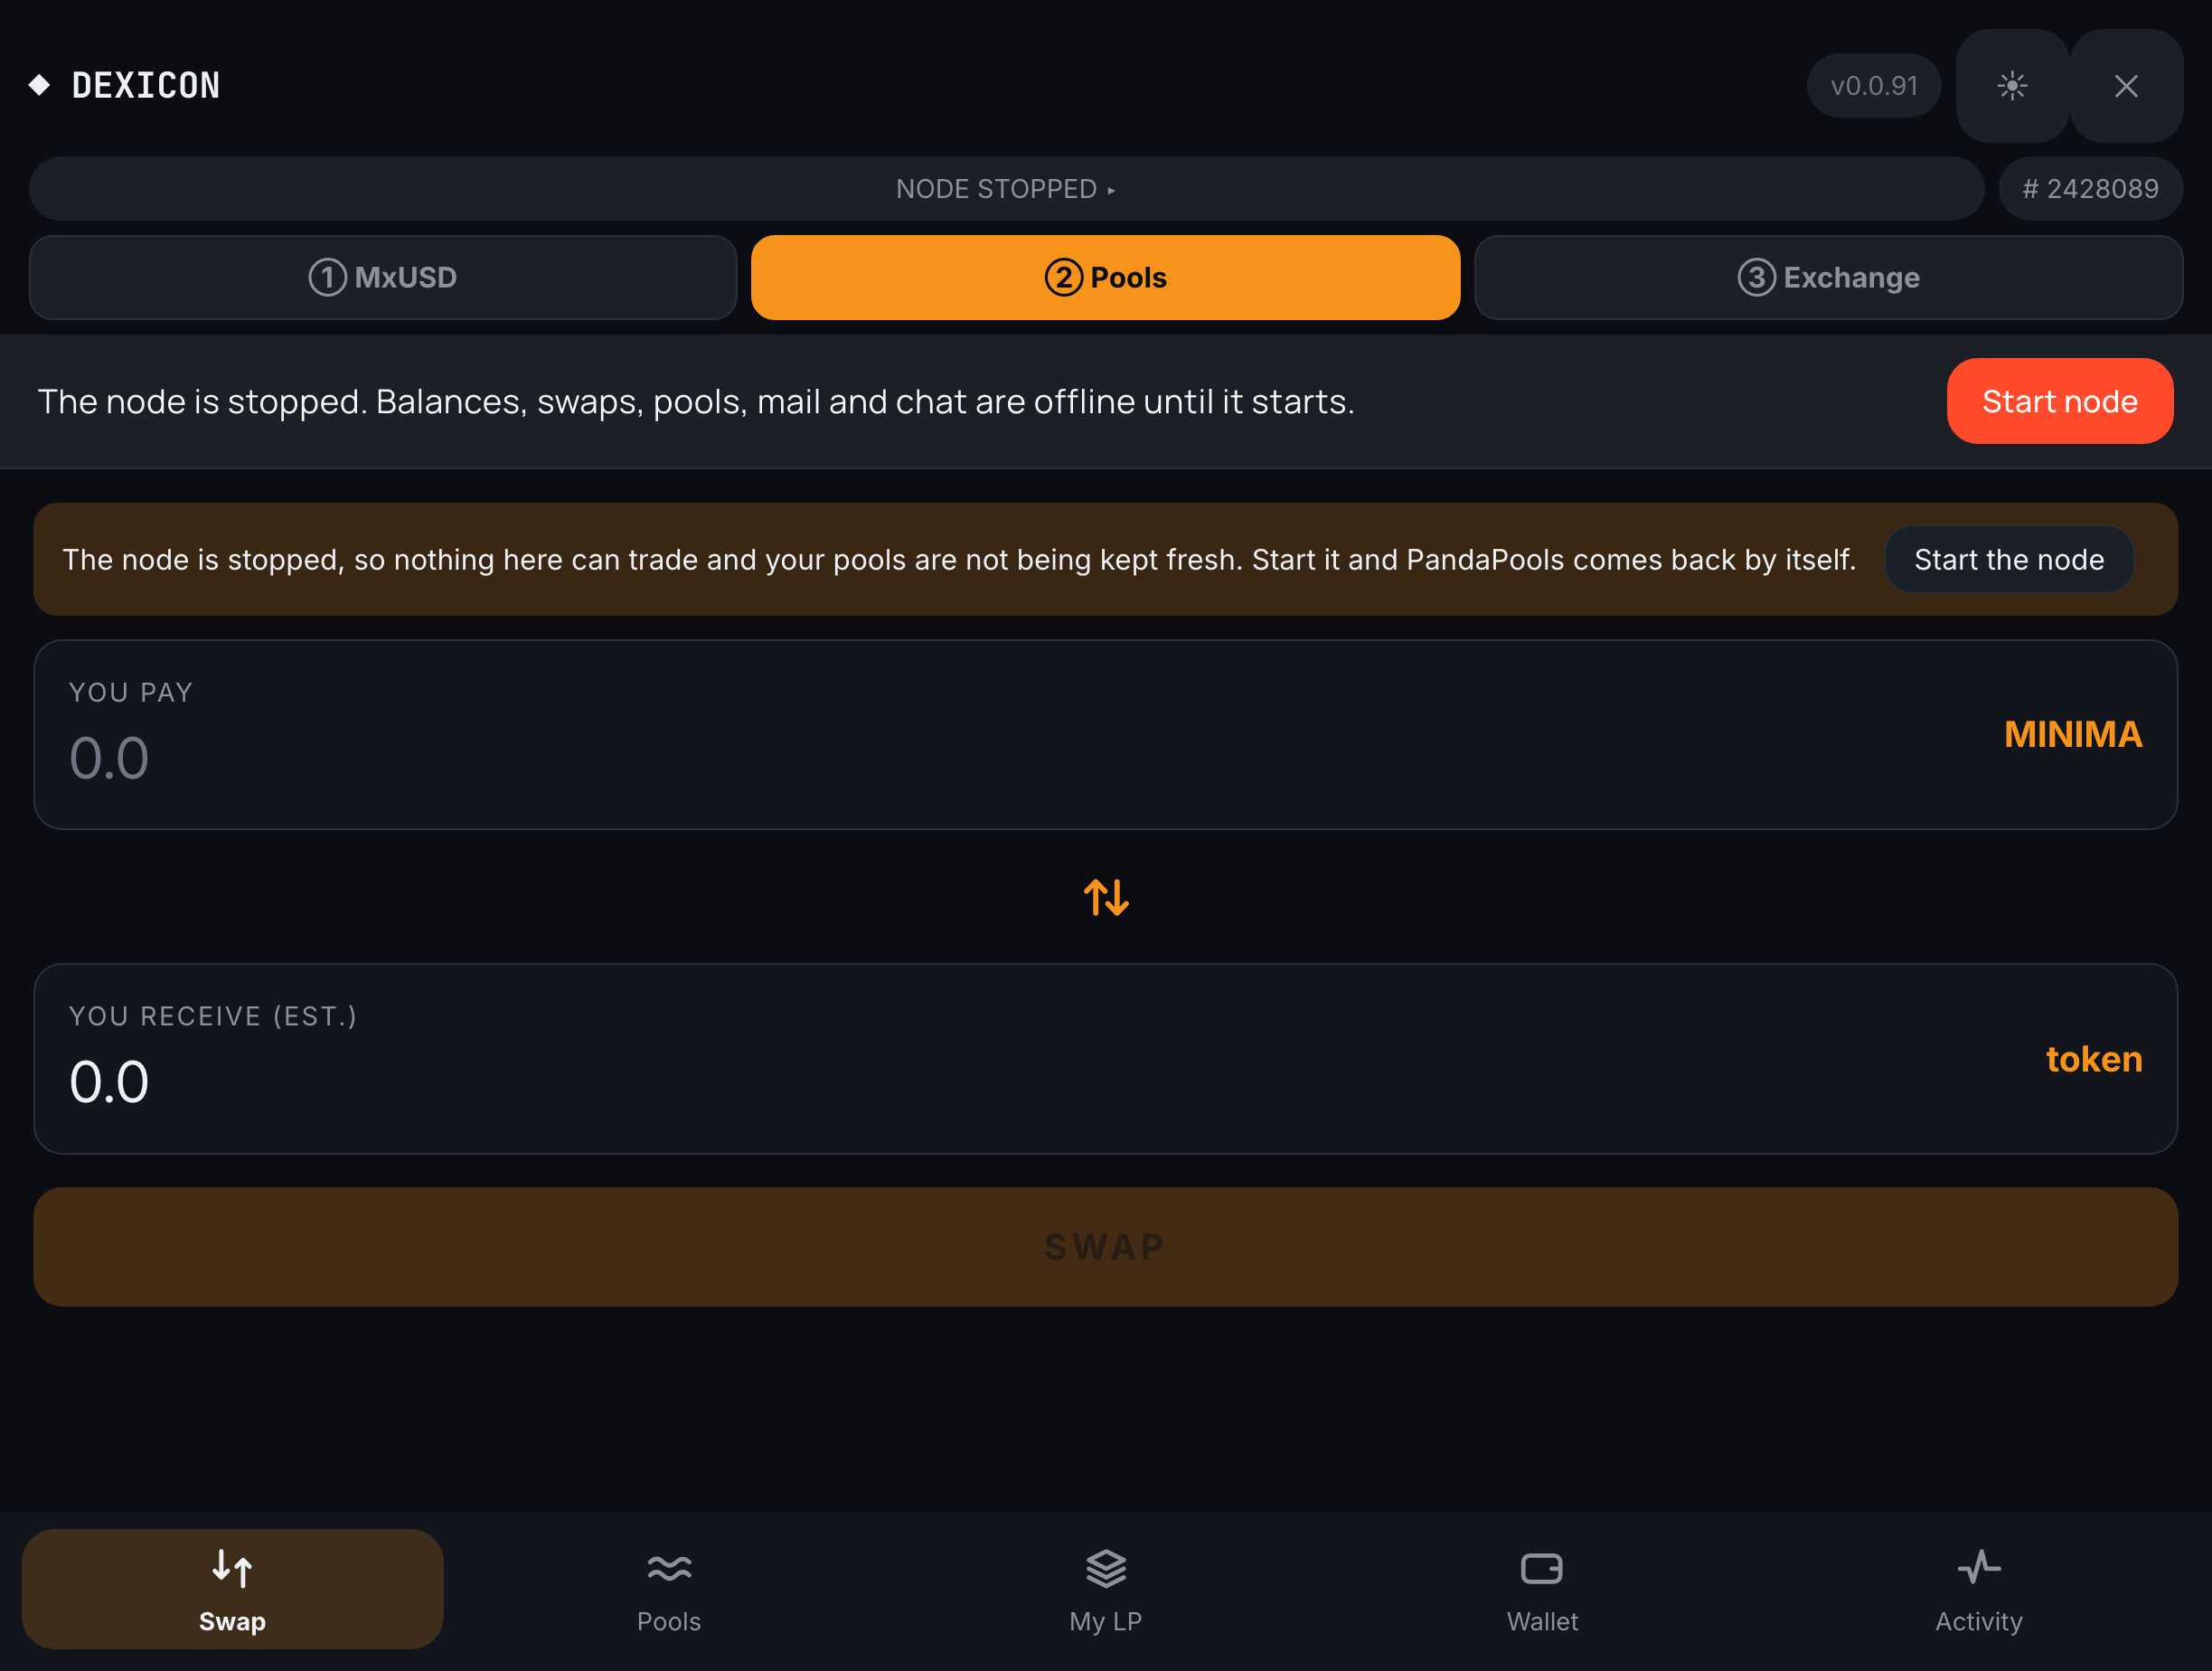 DEXICON
v0.0.91
NODE STOPPED ▸
# 2428089
① MxUSD
② Pools
③ Exchange
The node is stopped. Balances, swaps, pools, mail and chat are offline until it starts.
Start node
The node is stopped, so nothing here can trade and your pools are not being kept fresh. Start it and PandaPools comes back by itself.
Start the node
YOU PAY
0.0
MINIMA
YOU RECEIVE (EST.)
0.0
token
SWAP
Swap
Pools
My LP
Wallet
Activity